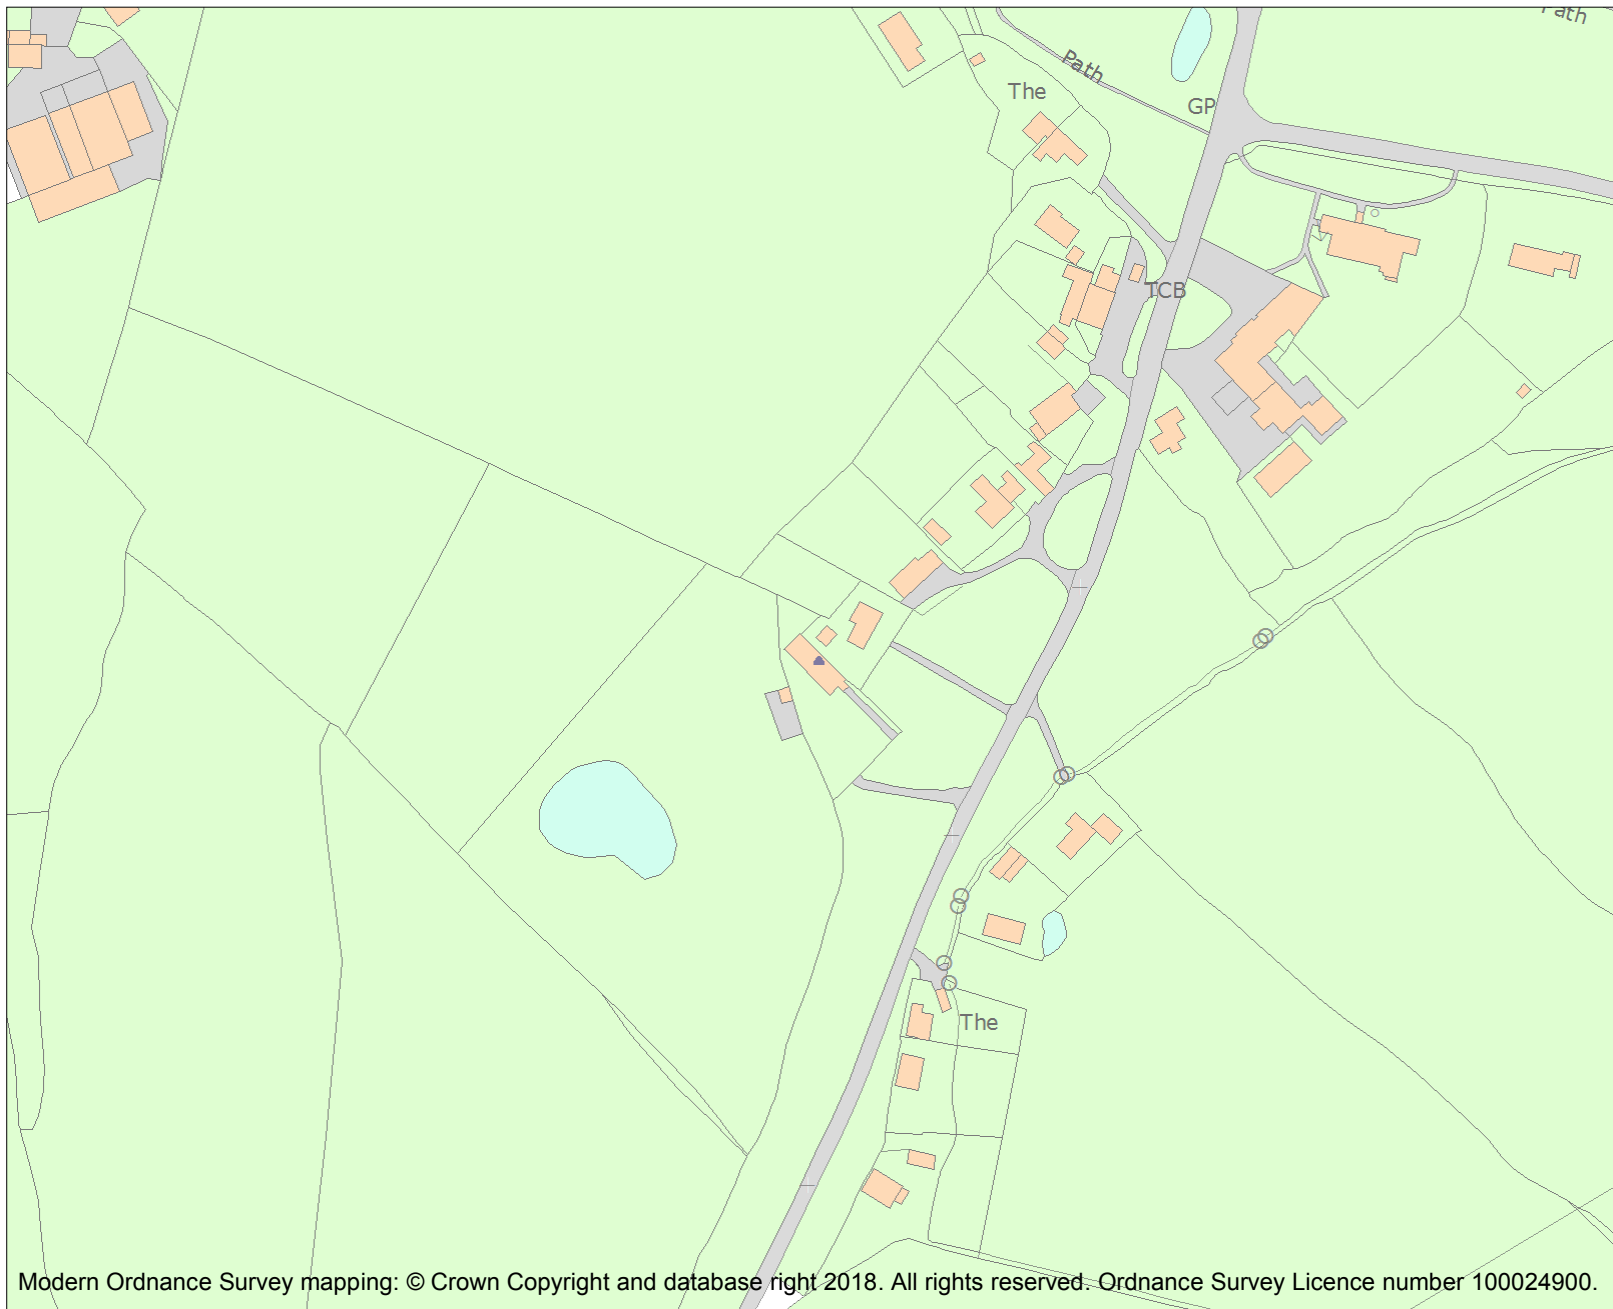 Path
Path
The
GP
TCB
The
Modern Ordnance Survey mapping: © Crown Copyright and database right 2018. All rights reserved. Ordnance Survey Licence number 100024900.